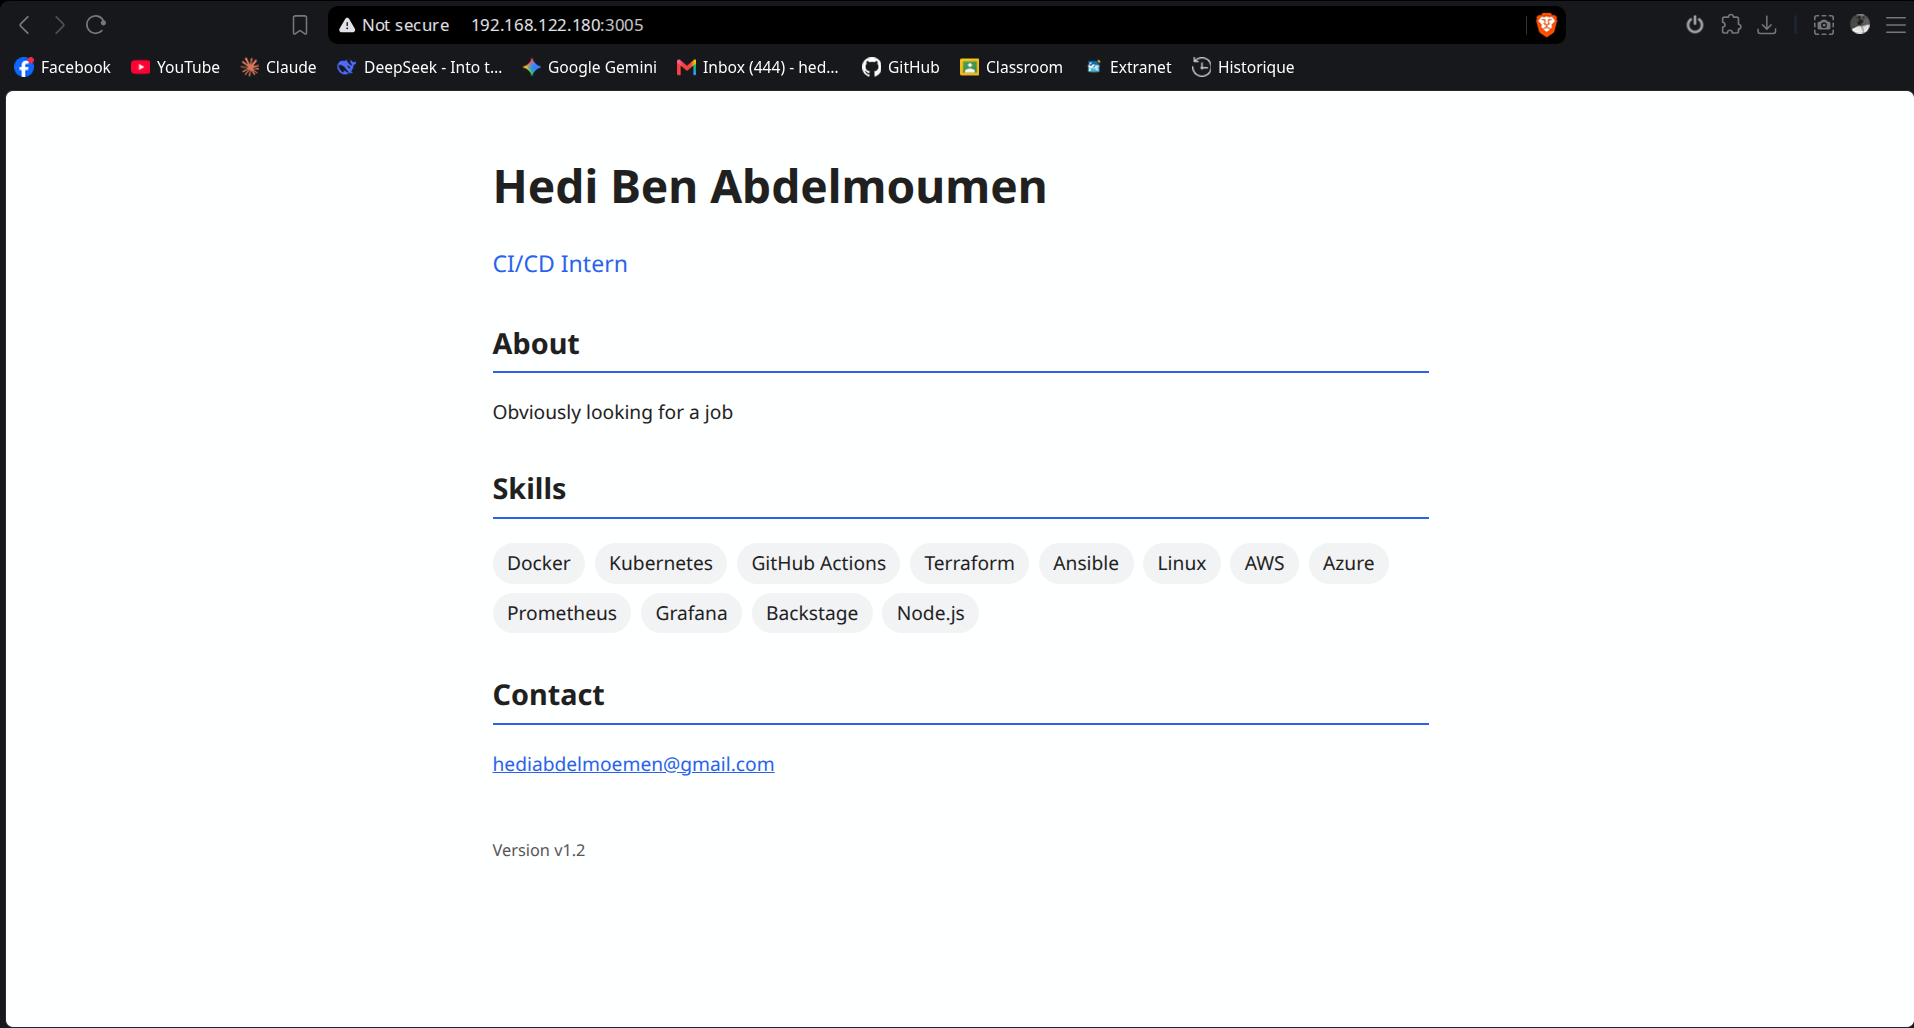 Not secure 192.168.122.180:3005
Facebook YouTube Claude DeepSeek - Into t... Google Gemini Inbox (444) - hed... GitHub Classroom Extranet Historique
Hedi Ben Abdelmoumen
CI/CD Intern
About
Obviously looking for a job
Skills
Docker Kubernetes GitHub Actions Terraform Ansible Linux AWS Azure
Prometheus Grafana Backstage Node.js
Contact
hediabdelmoemen@gmail.com
Version v1.2